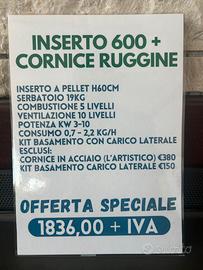 INSERTO 600 +
CORNICE RUGGINE
INSERTO A PELLET H60CM
SERBATOIO 19KG
COMBUSTIONE 5 LIVELLI
VENTILAZIONE 10 LIVELLI
POTENZA KW 3-10
CONSUMO 0,7 - 2,2 KG/H
KIT BASAMENTO CON CARICO LATERALE
ESCLUSI:
CORNICE IN ACCIAIO (L'ARTISTICO) €380
KIT BASAMENTO CARICO LATERALE €150
OFFERTA SPECIALE
1836,00 + IVA
subito